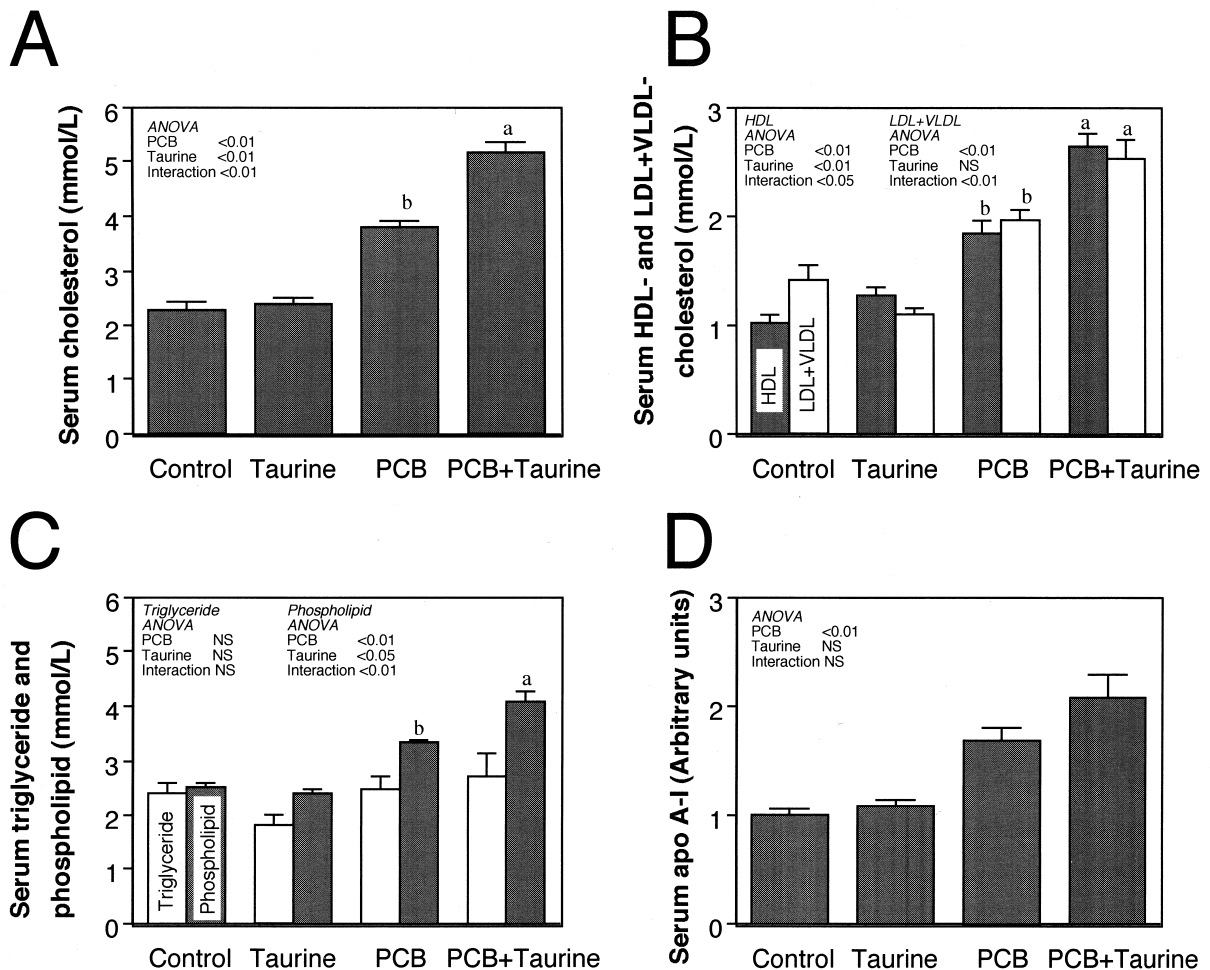 A
Serum cholesterol (mmol/L)
6
5
4
3
2
1
0
ANOVA
PCB <0.01
Taurine <0.01
Interaction <0.01
b
a
Control Taurine PCB PCB+Taurine
B
Serum HDL- and LDL+VLDL-
cholesterol (mmol/L)
3
2
1
0
HDL
ANOVA
PCB <0.01
Taurine <0.01
Interaction <0.05
LDL+VLDL
ANOVA
PCB <0.01
Taurine NS
Interaction <0.01
HDL
LDL+VLDL
b
b
a
a
Control Taurine PCB PCB+Taurine
C
Serum triglyceride and
phospholipid (mmol/L)
6
5
4
3
2
1
0
Triglyceride
ANOVA
PCB NS
Taurine NS
Interaction NS
Phospholipid
ANOVA
PCB <0.01
Taurine <0.05
Interaction <0.01
Triglyceride
Phospholipid
b
a
Control Taurine PCB PCB+Taurine
D
Serum apo A-I (Arbitrary units)
3
2
1
0
ANOVA
PCB <0.01
Taurine NS
Interaction NS
Control Taurine PCB PCB+Taurine